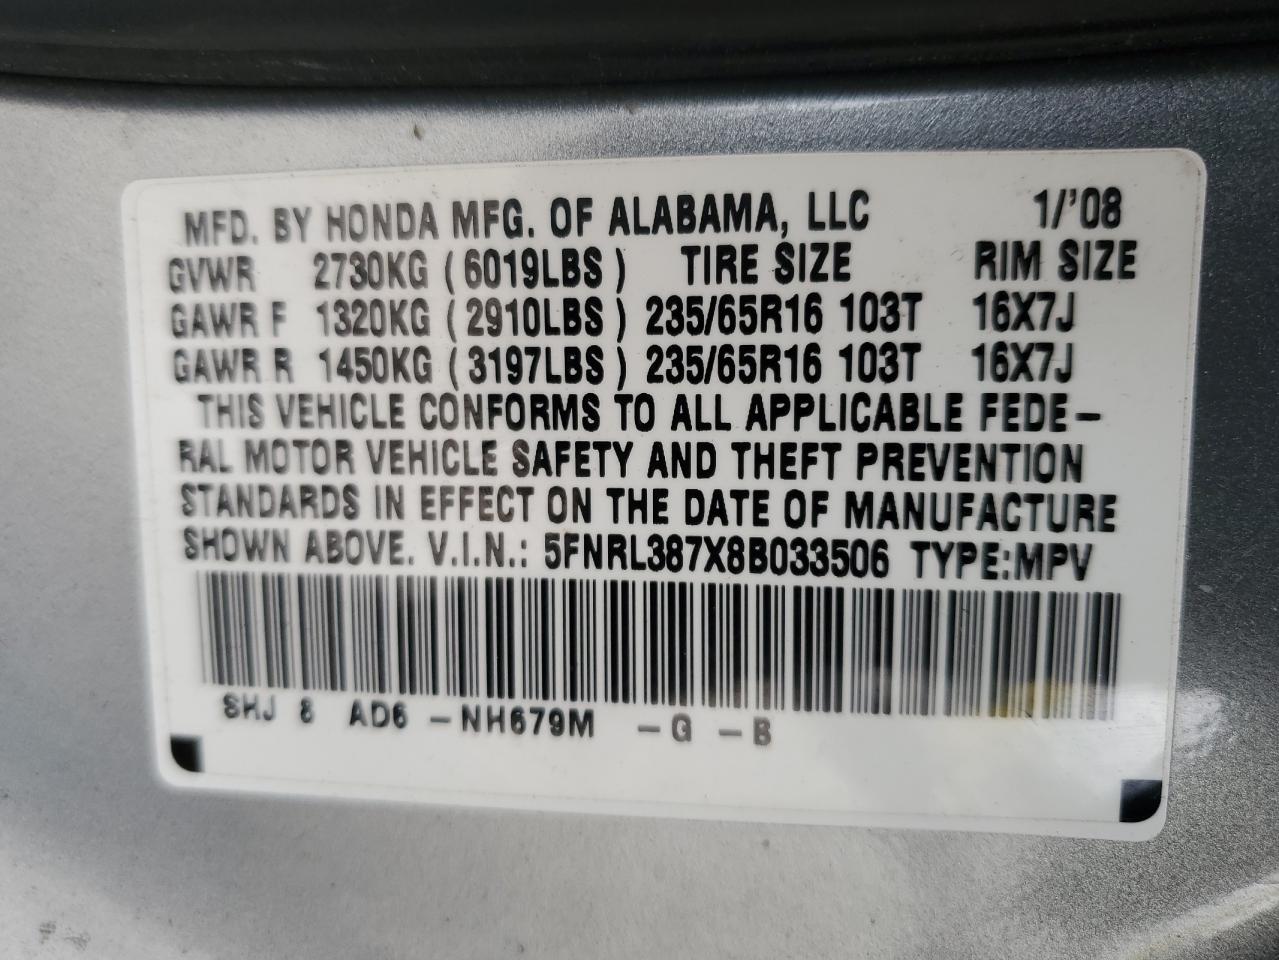 MFD. BY HONDA MFG. OF ALABAMA, LLC 1/'08
GVWR 2730KG (6019LBS) TIRE SIZE RIM SIZE
GAWR F 1320KG (2910LBS) 235/65R16 103T 16X7J
GAWR R 1450KG (3197LBS) 235/65R16 103T 16X7J
THIS VEHICLE CONFORMS TO ALL APPLICABLE FEDE-
RAL MOTOR VEHICLE SAFETY AND THEFT PREVENTION
STANDARDS IN EFFECT ON THE DATE OF MANUFACTURE
SHOWN ABOVE. V.I.N.: 5FNRL387X8B033506 TYPE:MPV
SHJ 8 AD6 -NH679M -G -B